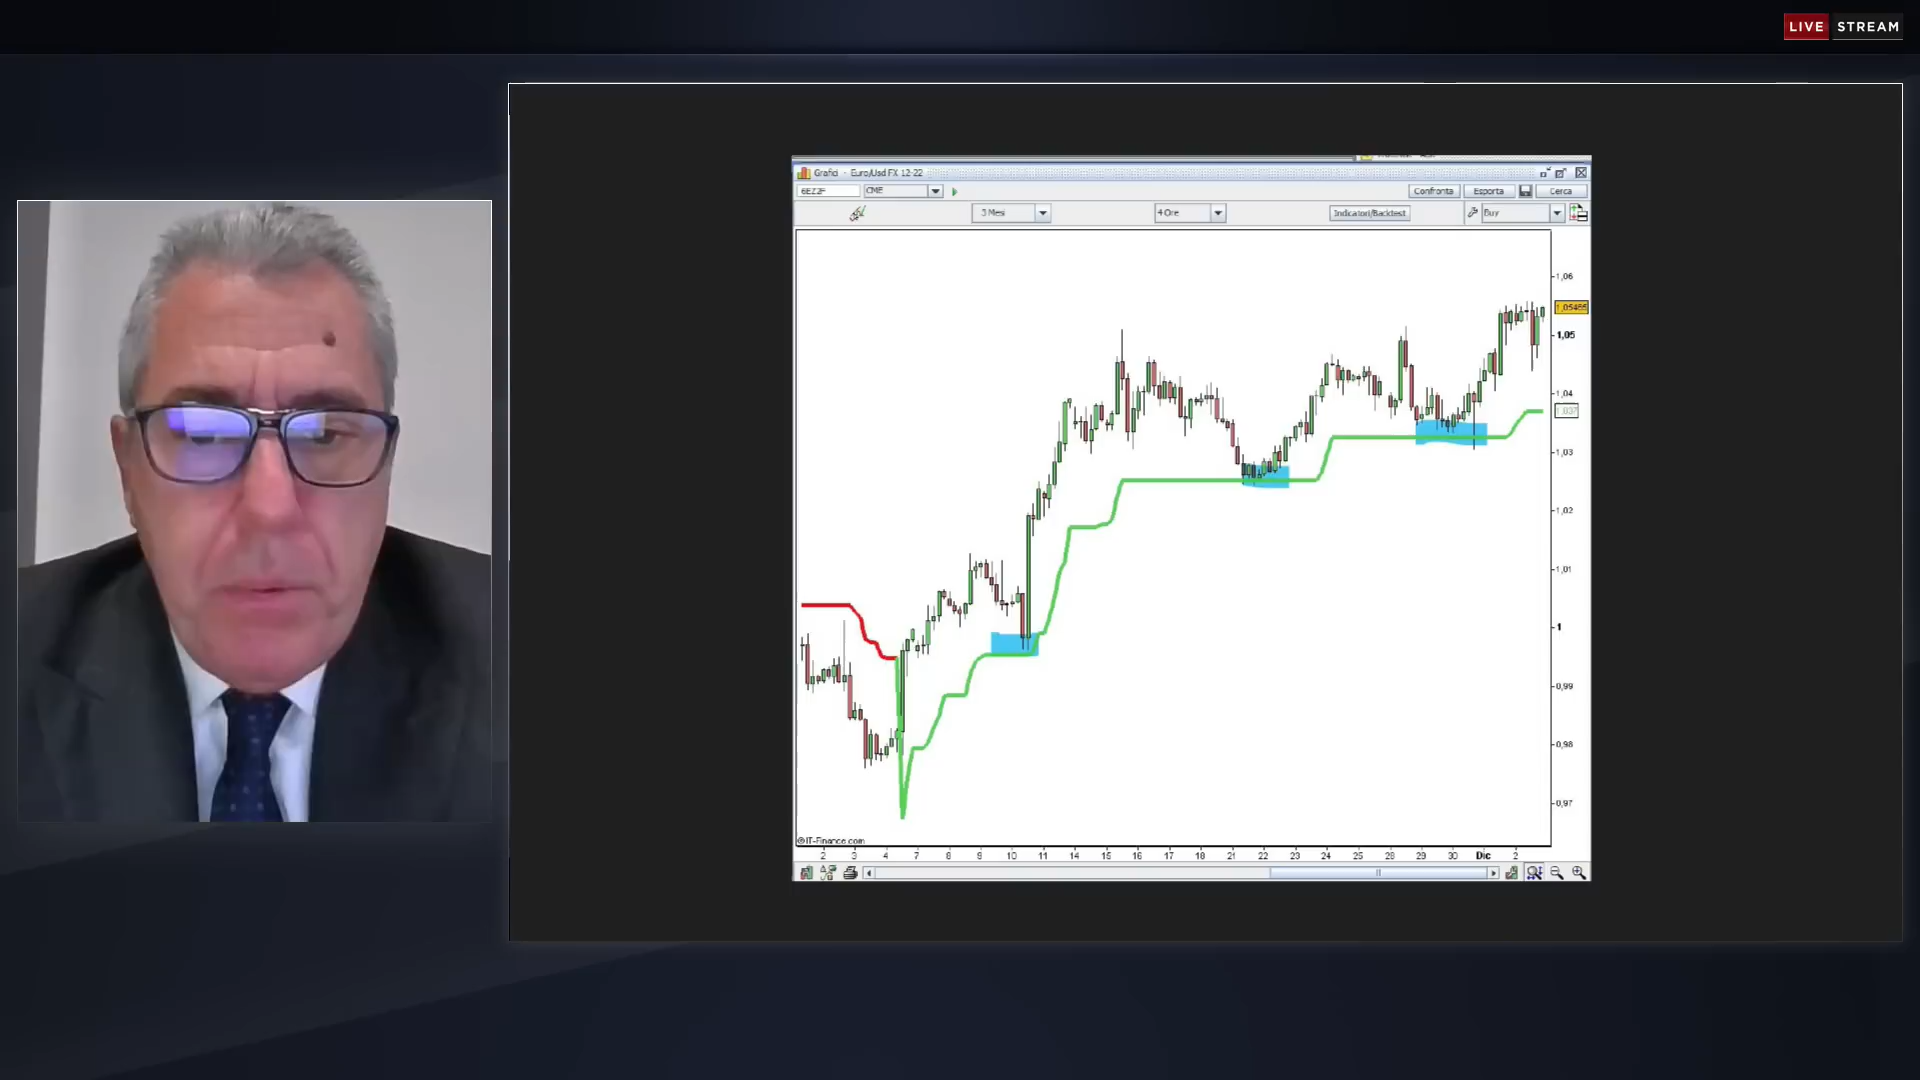 LIVE STREAM
Grafici - Euro/Usd FX 12-22
6EZ2F CME Confronta Esporta Cerca
3 Mesi 4 Ore Indicatori/Backtest Buy
1,06
1,05465
1,05
1,04
1,037
1,03
1,02
1,01
1
0,99
0,98
0,97
©IT-Finance.com
2 3 4 7 8 9 10 11 14 15 16 17 18 21 22 23 24 25 28 29 30 Dic 2